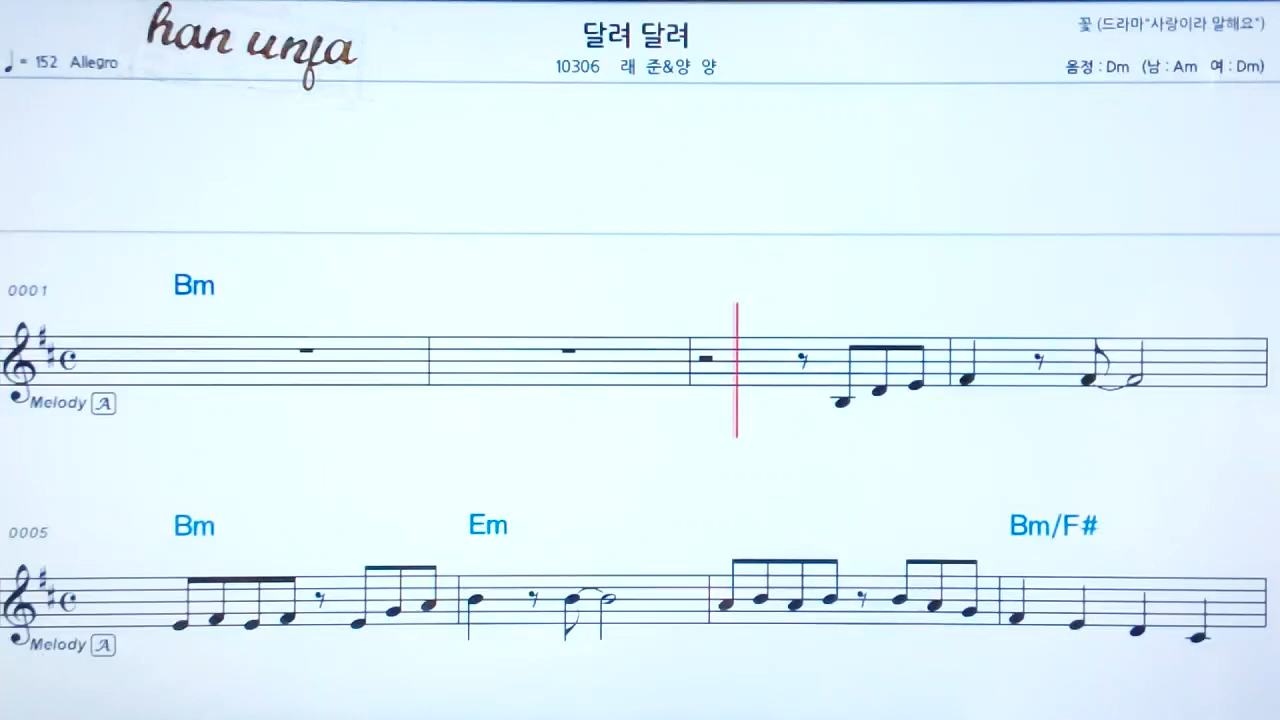 han unfa
달려 달려
꽃 (드라마"사랑이라 말해요")
♩= 152 Allegro
10306 래 준&양 양
음정 : Dm (남 : Am 여 : Dm)
0001 Bm
Melody A
0005 Bm Em Bm/F#
Melody A